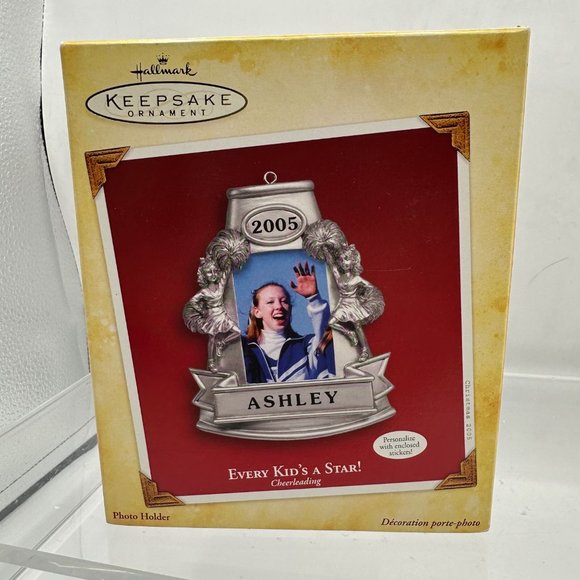 Hallmark
KEEPSAKE
ORNAMENT
2005
ASHLEY
Christmas 2005
Personalize
with enclosed
stickers!
EVERY KID'S A STAR!
Cheerleading
Photo Holder
Décoration porte-photo